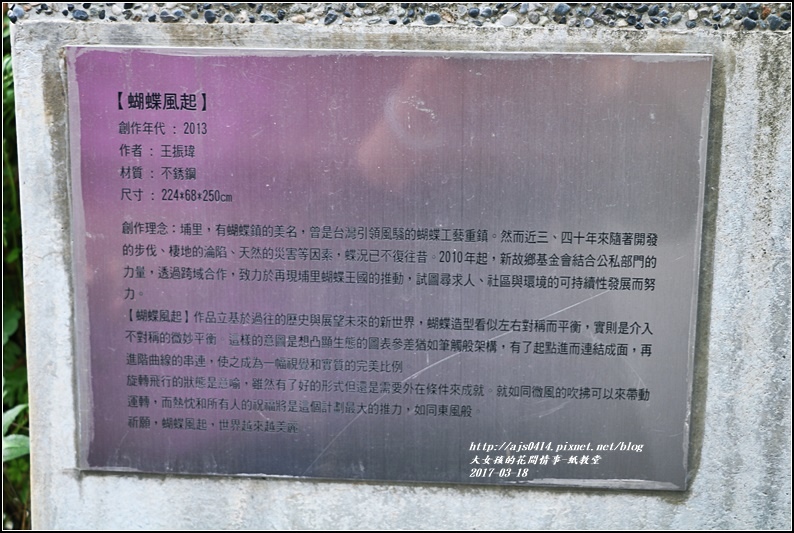 【蝴蝶風起】
創作年代 : 2013
作者 : 王振瑋
材質 : 不銹鋼
尺寸 : 224*68*250cm
創作理念：埔里，有蝴蝶鎮的美名，曾是台灣引領風騷的蝴蝶工藝重鎮。然而近三、四十年來隨著開發
的步伐、棲地的淪陷、天然的災害等因素，蝶況已不復往昔。2010年起，新故鄉基金會結合公私部門的
力量，透過跨域合作，致力於再現埔里蝴蝶王國的推動，試圖尋求人、社區與環境的可持續性發展而努
力。
【蝴蝶風起】作品立基於過往的歷史與展望未來的新世界，蝴蝶造型看似左右對稱而平衡，實則是介入
不對稱的微妙平衡。這樣的意圖是想凸顯生態的圖表參差猶如筆觸般架構，有了起點進而連結成面，再
進階曲線的串連，使之成為一幅視覺和實質的完美比例
旋轉飛行的狀態是意喻，雖然有了好的形式但還是需要外在條件來成就。就如同微風的吹拂可以來帶動
運轉，而熱忱和所有人的祝福將是這個計劃最大的推力，如同東風般。
祈願，蝴蝶風起，世界越來越美麗
http://ajs0414.pixnet.net/blog
大女孩的花間情事-紙教堂
2017-03-18